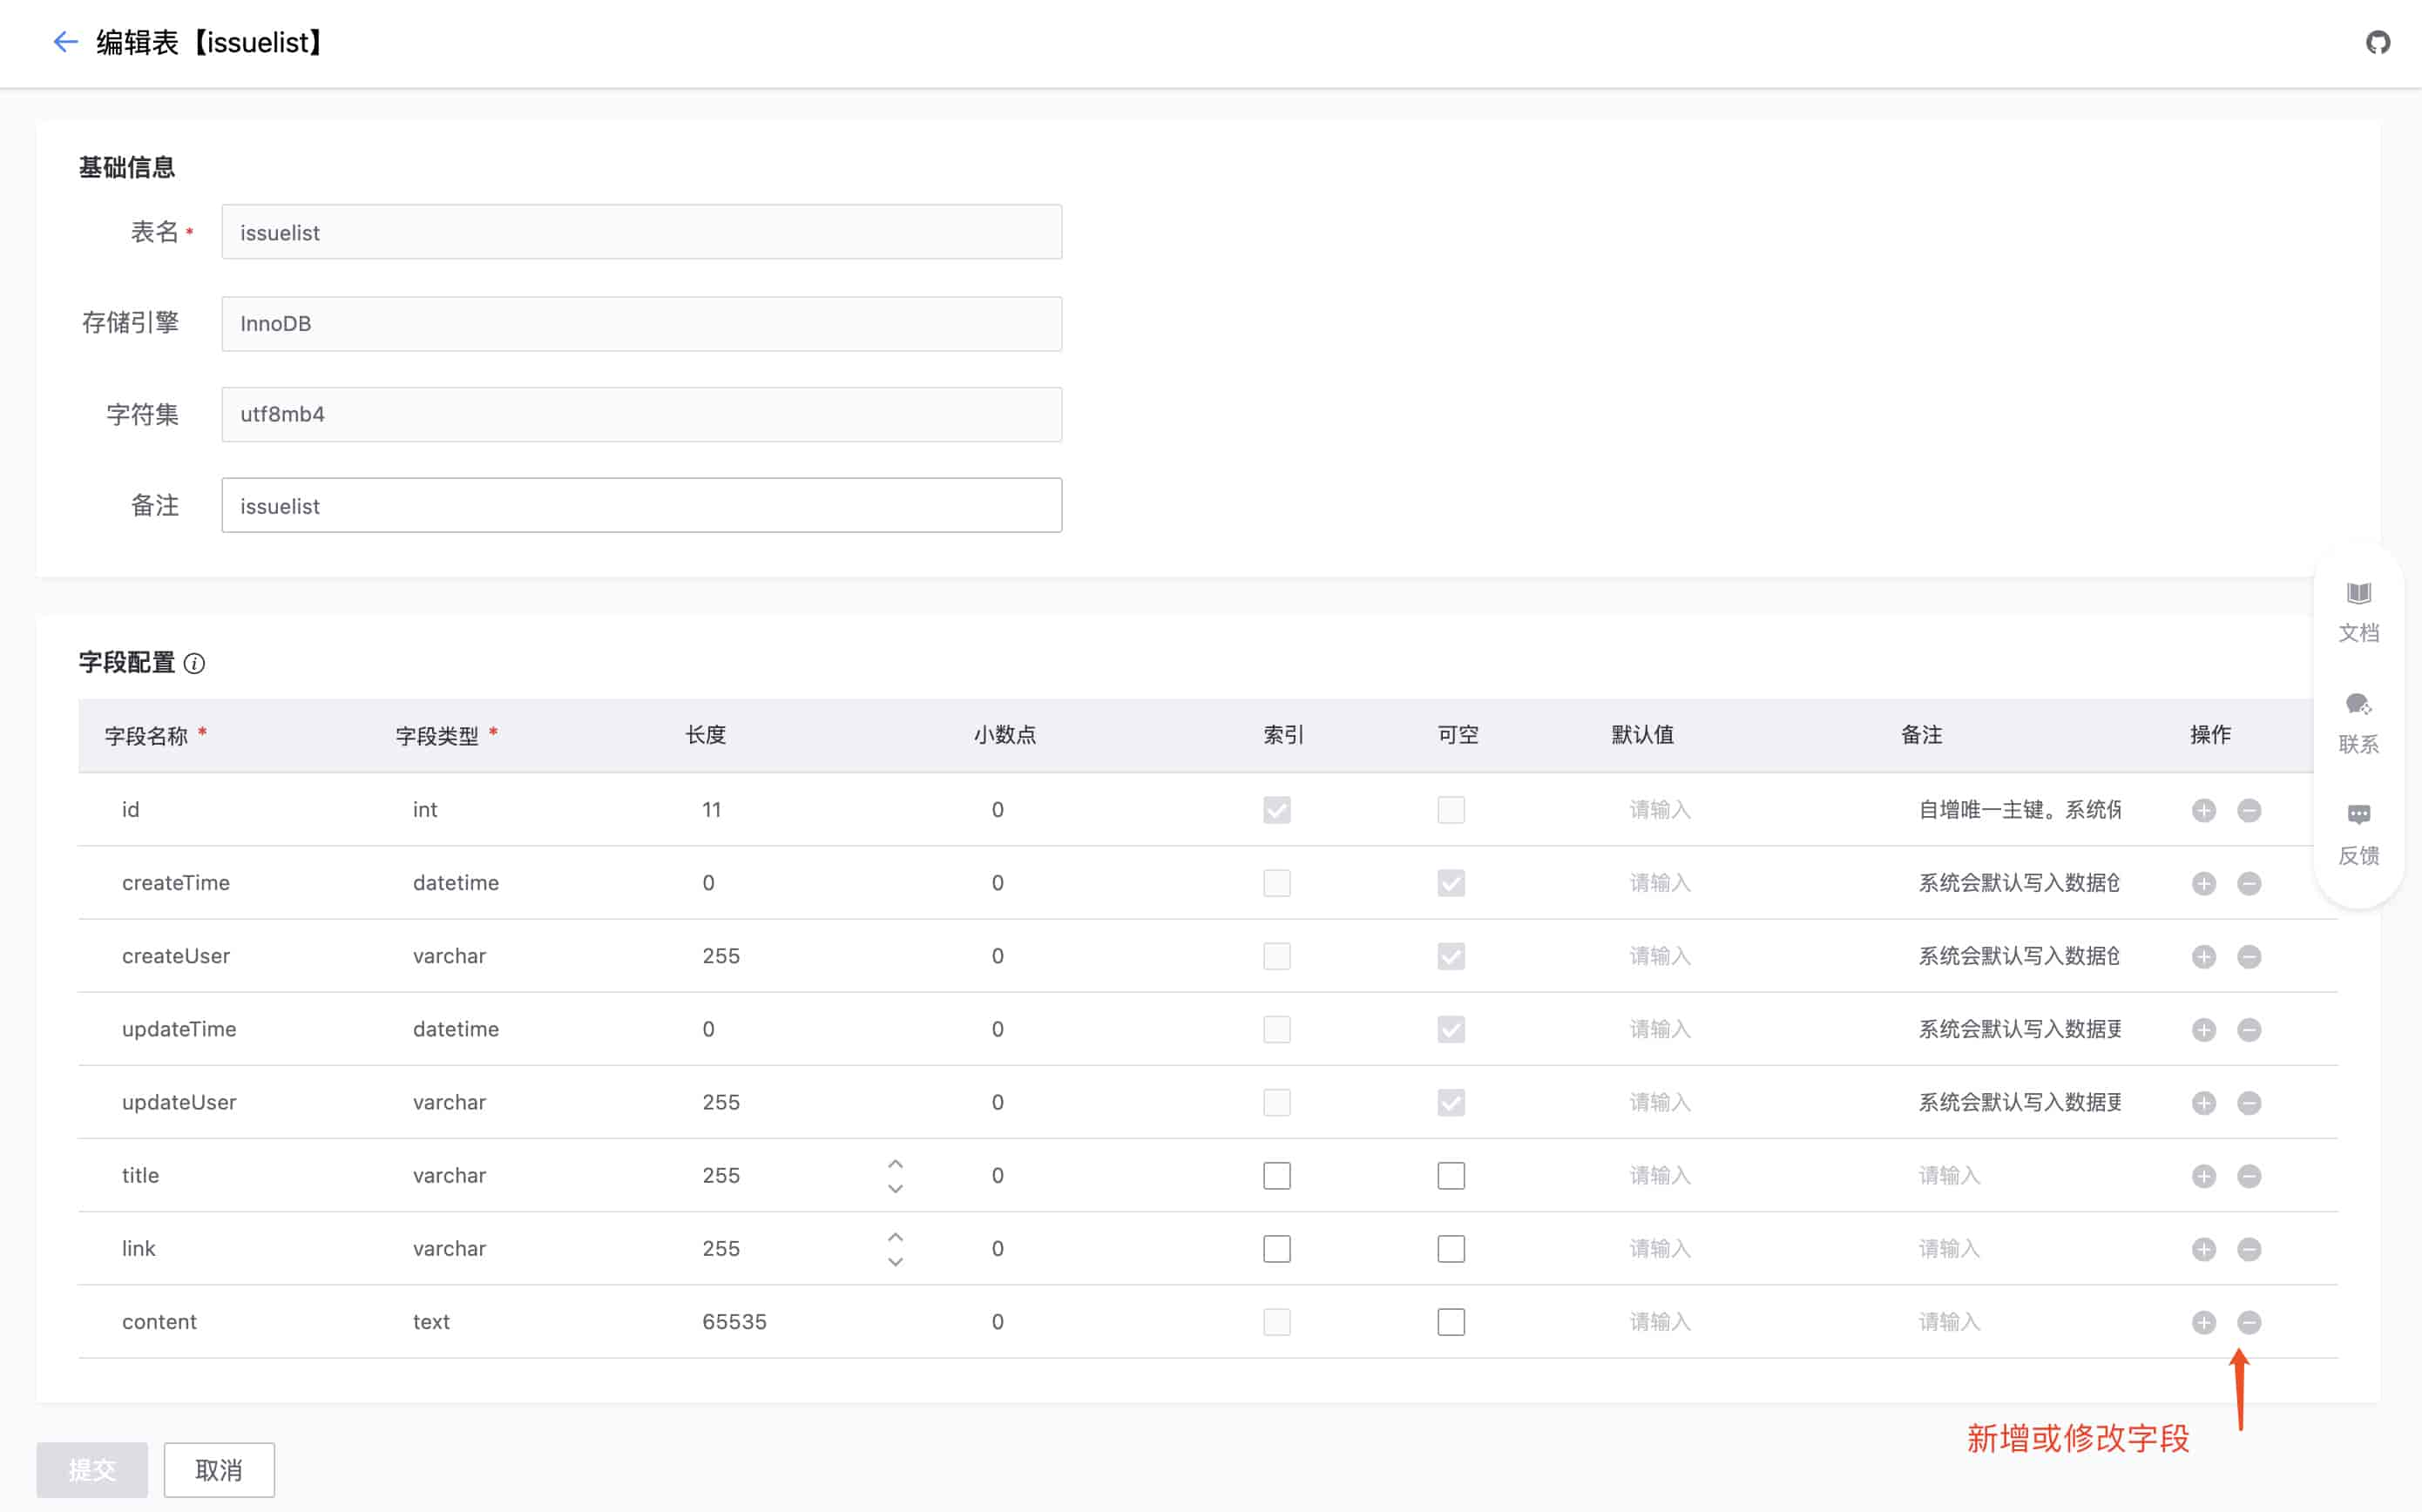 编辑表【issuelist】
基础信息
表名 * issuelist
存储引擎 InnoDB
字符集 utf8mb4
备注 issuelist
字段配置
字段名称 * 字段类型 * 长度 小数点 索引 可空 默认值 备注 操作
id int 11 0 请输入 自增唯一主键。系统保
createTime datetime 0 0 请输入 系统会默认写入数据创
createUser varchar 255 0 请输入 系统会默认写入数据创
updateTime datetime 0 0 请输入 系统会默认写入数据更
updateUser varchar 255 0 请输入 系统会默认写入数据更
title varchar 255 0 请输入 请输入
link varchar 255 0 请输入 请输入
content text 65535 0 请输入 请输入
文档
联系
反馈
新增或修改字段
提交 取消